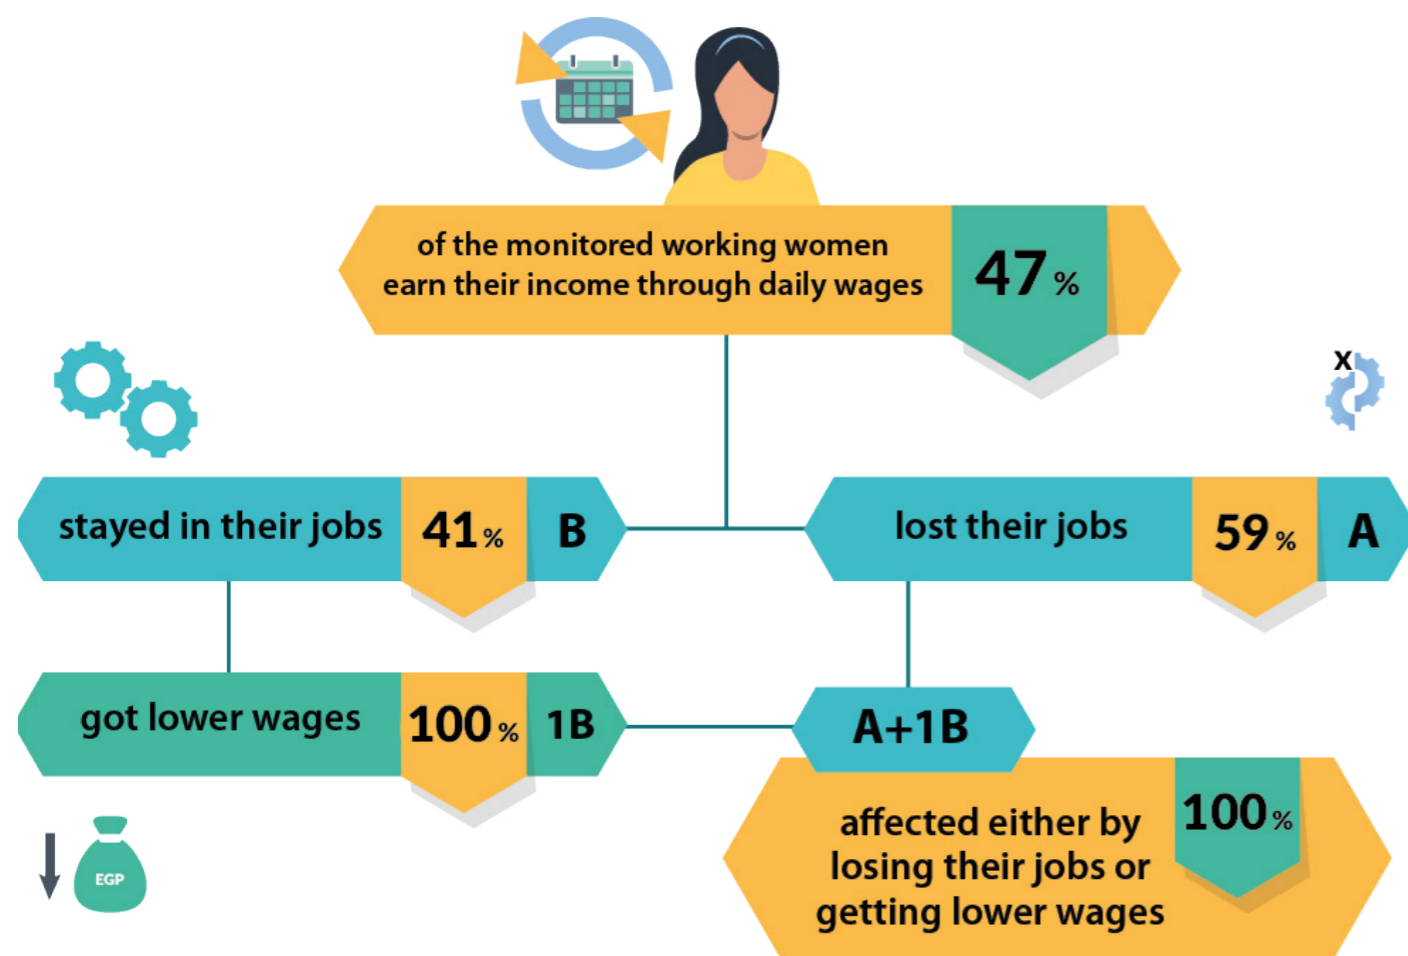 of the monitored working women
earn their income through daily wages
47 %
X
stayed in their jobs
41 %
B
lost their jobs
59 %
A
got lower wages
100 %
1B
A+1B
affected either by
losing their jobs or
getting lower wages
100 %
EGP